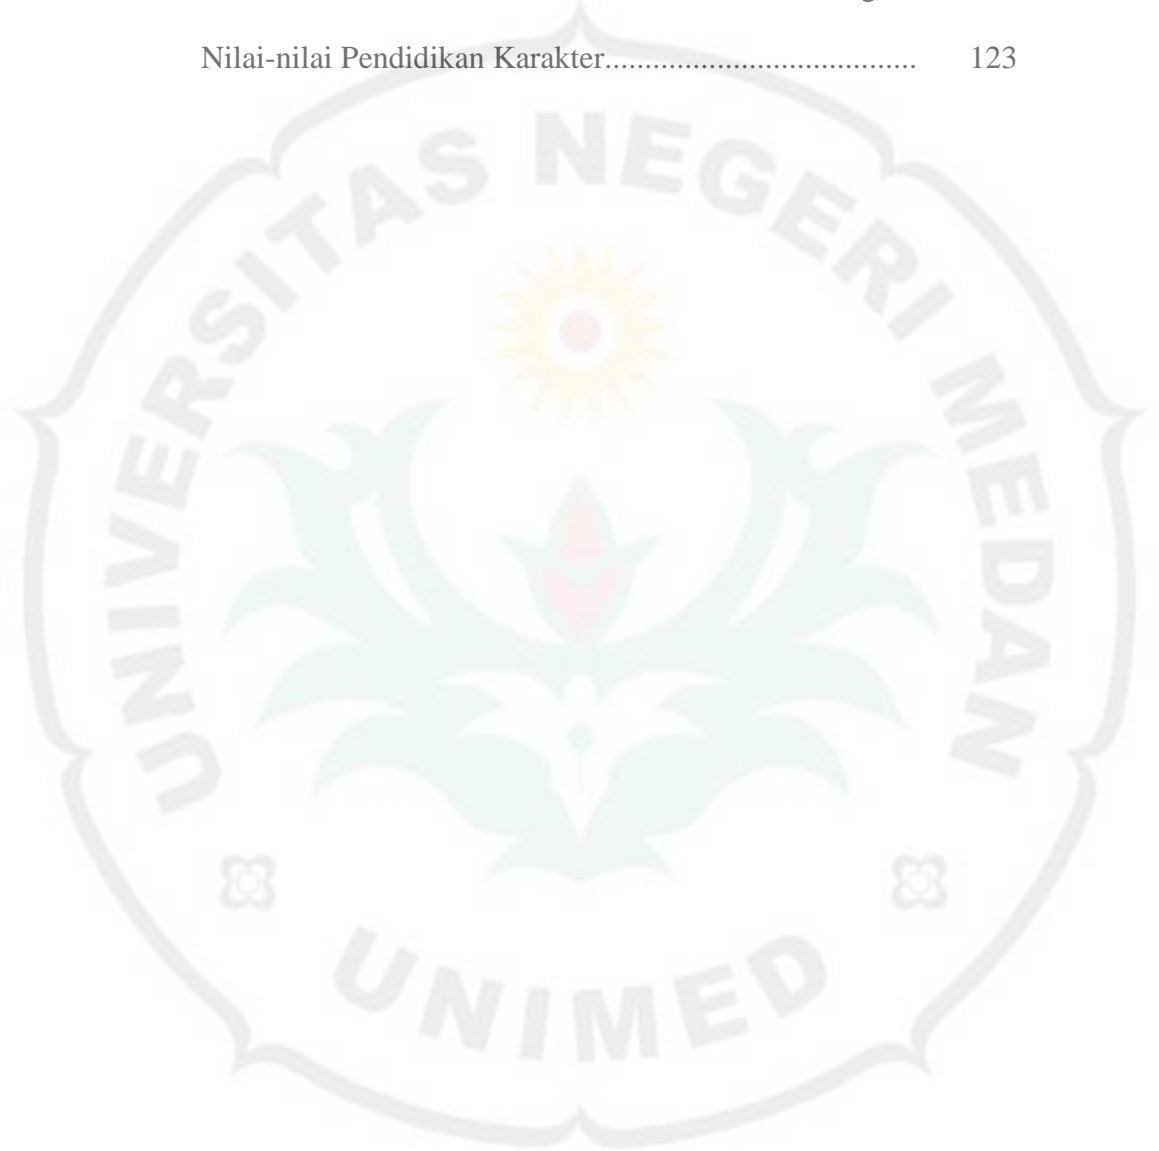 Nilai-nilai Pendidikan Karakter....................................... 123
UNIVERSITAS NEGERI MEDAN
UNIMED